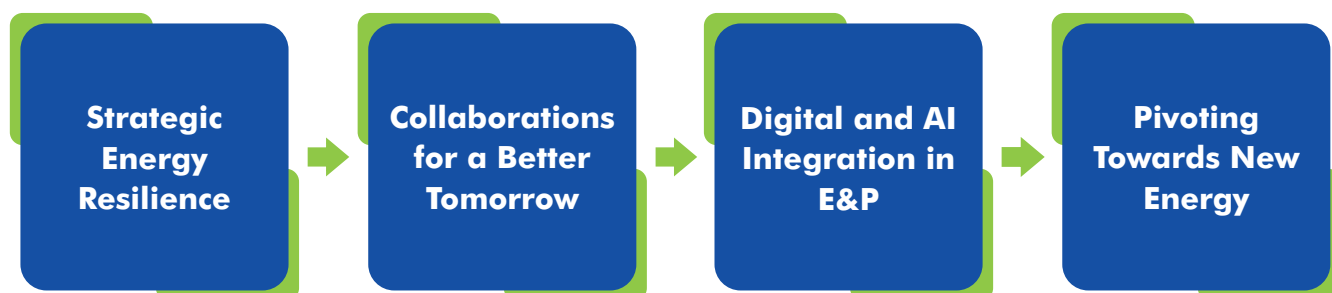 Strategic
Energy
Resilience
Collaborations
for a Better
Tomorrow
Digital and AI
Integration in
E&P
Pivoting
Towards New
Energy